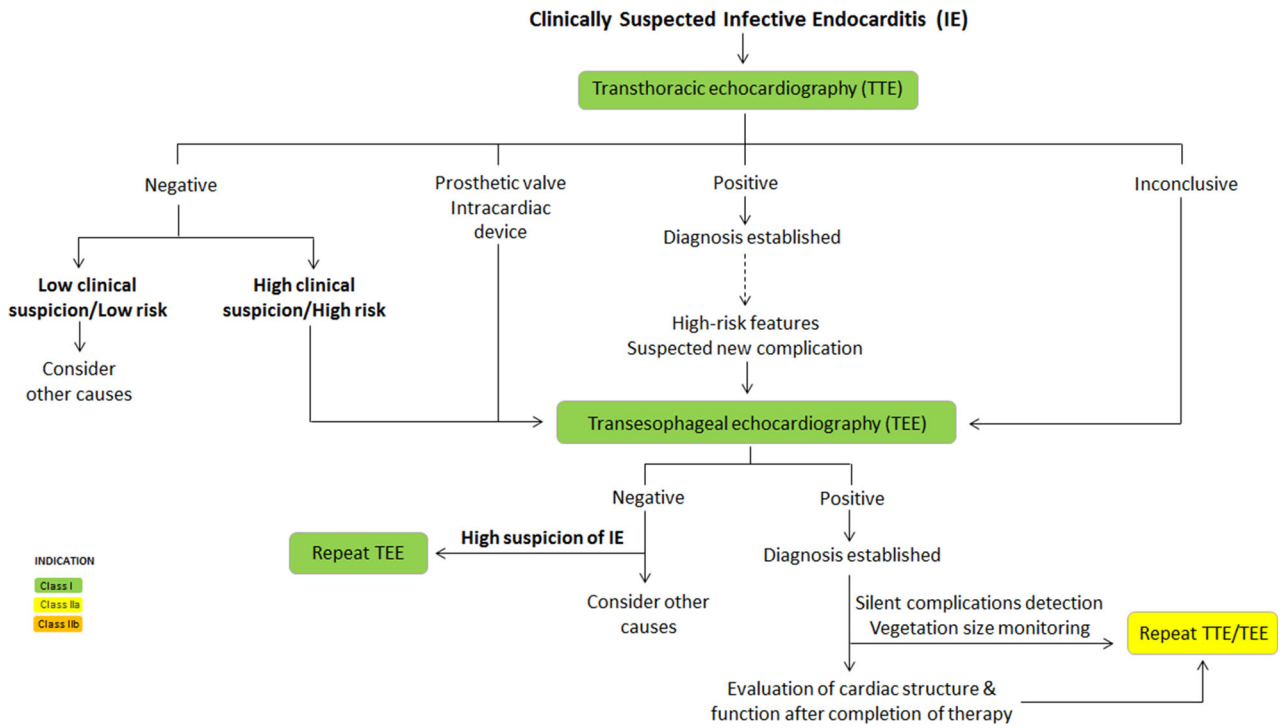 Clinically Suspected Infective Endocarditis (IE)
Transthoracic echocardiography (TTE)
Negative
Prosthetic valve
Intracardiac
device
Positive
Inconclusive
Diagnosis established
Low clinical
suspicion/Low risk
High clinical
suspicion/High risk
High-risk features
Suspected new complication
Consider
other causes
Transesophageal echocardiography (TEE)
Negative
Positive
High suspicion of IE
Repeat TEE
Diagnosis established
Consider other
causes
Silent complications detection
Vegetation size monitoring
Repeat TTE/TEE
Evaluation of cardiac structure &
function after completion of therapy
INDICATION
Class I
Class IIa
Class IIb